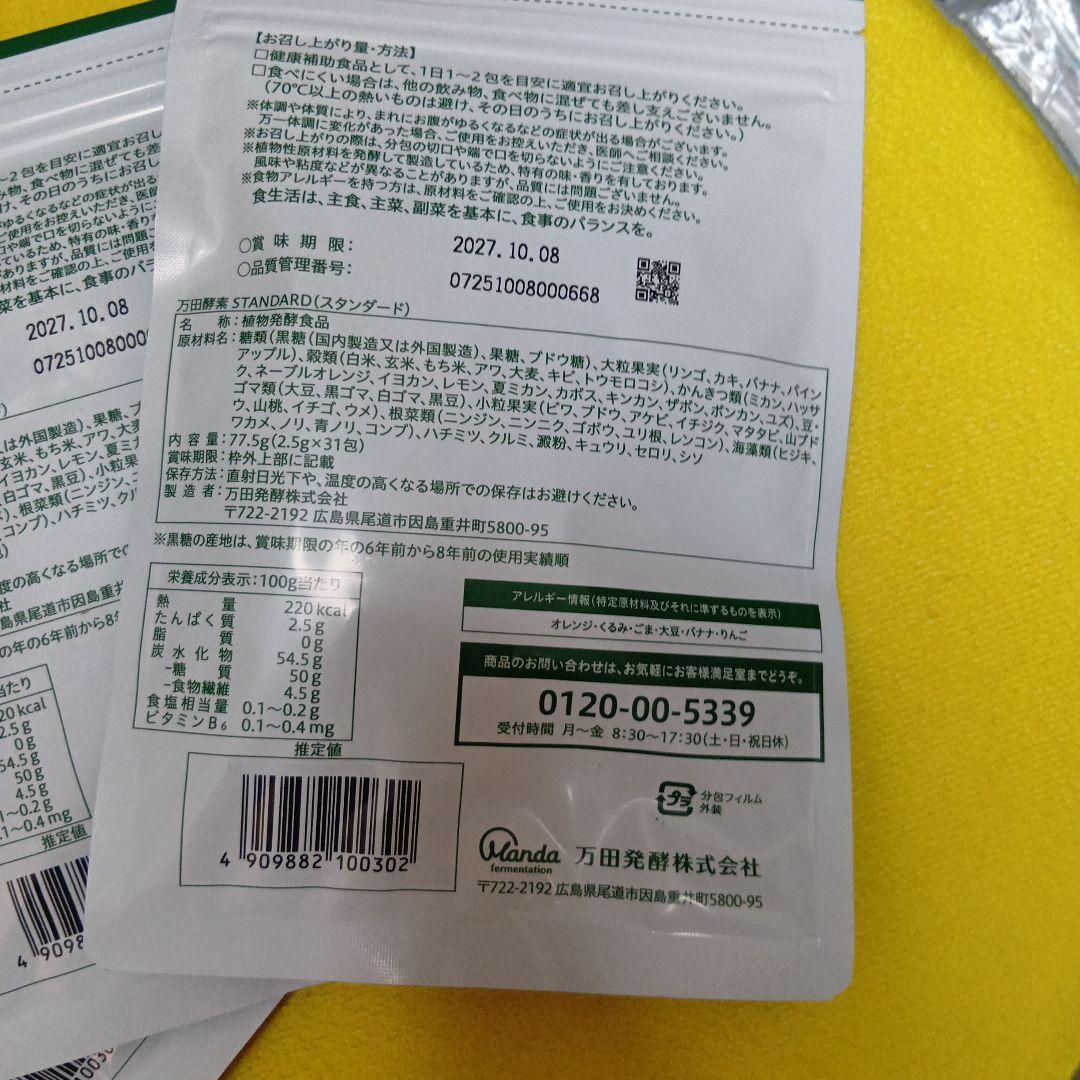 【お召し上がり量・方法】
□健康補助食品として、1日1～2包を目安に適宜お召し上がりください。
□食べにくい場合は、他の飲み物、食べ物に混ぜても差し支えございません。
(70℃以上の熱いものは避け、その日のうちにお召し上がりください。)
※体調や体質により、まれにお腹がゆるくなるなどの症状が出る場合がございます。
万一体調に変化があった場合、ご使用をお控えいただき、医師へご相談ください。
※お召し上がりの際は、分包の切口や端で口を切らないようにご注意ください。
※植物性原材料を発酵して製造しているため、特有の味・香りを有しております。
風味や粘度などが異なることがありますが、品質には問題ございません。
※食物アレルギーを持つ方は、原材料をご確認の上、ご使用をお決めください。
食生活は、主食、主菜、副菜を基本に、食事のバランスを。
○賞味期限: 2027.10.08
○品質管理番号: 07251008000668
万田酵素 STANDARD(スタンダード)
名称:植物発酵食品
原材料名:糖類(黒糖(国内製造又は外国製造)、果糖、ブドウ糖)、大粒果実(リンゴ、カキ、バナナ、パイン
アップル)、穀類(白米、玄米、もち米、アワ、大麦、キビ、トウモロコシ)、かんきつ類(ミカン、ハッサ
ク、ネーブルオレンジ、イヨカン、レモン、夏ミカン、カボス、キンカン、ザボン、ポンカン、ユズ)、豆・
ゴマ類(大豆、黒ゴマ、白ゴマ、黒豆)、小粒果実(ビワ、ブドウ、アケビ、イチジク、マタタビ、山ブド
ウ、山桃、イチゴ、ウメ)、根菜類(ニンジン、ニンニク、ゴボウ、ユリ根、レンコン)、海藻類(ヒジキ、
ワカメ、ノリ、青ノリ、コンブ)、ハチミツ、クルミ、澱粉、キュウリ、セロリ、シソ
内容量:77.5g(2.5g×31包)
賞味期限:枠外上部に記載
保存方法:直射日光下や、温度の高くなる場所での保存はお避けください。
製造者:万田発酵株式会社
〒722-2192 広島県尾道市因島重井町5800-95
※黒糖の産地は、賞味期限の年の6年前から8年前の使用実績順
栄養成分表示:100g当たり
熱量 220kcal
たんぱく質 2.5g
脂質 0g
炭水化物 54.5g
-糖質 50g
-食物繊維 4.5g
食塩相当量 0.1～0.2g
ビタミンB6 0.1～0.4mg
推定値
アレルギー情報(特定原材料及びそれに準ずるものを表示)
オレンジ・くるみ・ごま・大豆・バナナ・りんご
商品のお問い合わせは、お気軽にお客様満足室までどうぞ。
0120-00-5339
受付時間 月～金 8:30～17:30(土・日・祝日休)
プラ 分包フィルム
外装
4 909882 100302
Manda
fermentation
万田発酵株式会社
〒722-2192 広島県尾道市因島重井町5800-95
2027.10.08
07251008000